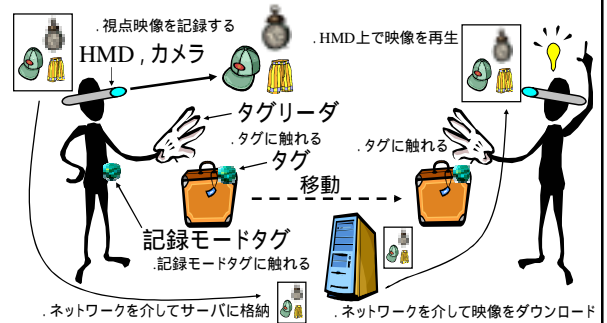 .視点映像を記録する
HMD , カメラ
.HMD上で映像を再生
タグリーダ
.タグに触れる
タグ
.タグに触れる
移動
記録モードタグ
.記録モードタグに触れる
.ネットワークを介してサーバに格納
.ネットワークを介して映像をダウンロード